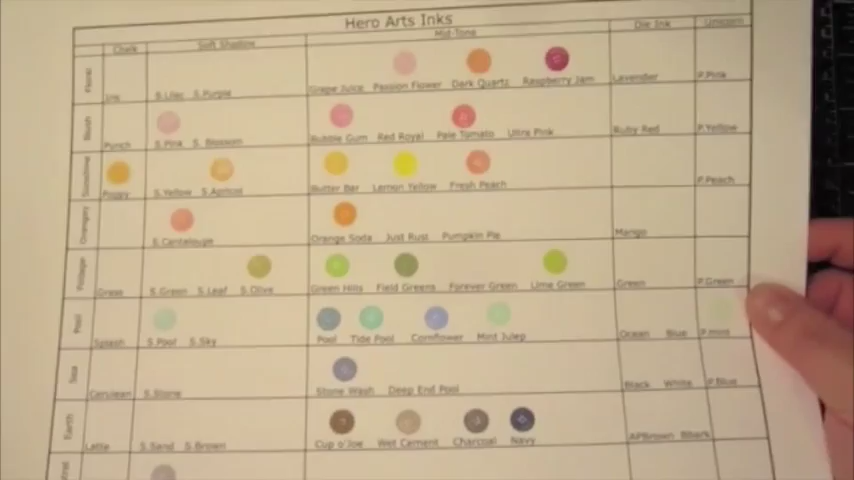 Hero Arts Inks
Chalk Soft Shadow Mid-Tone Die Ink Unicorn
Floral Iris S.Lilac S.Purple Grape Juice Passion Flower Dark Quartz Raspberry Jam Lavender P.Pink
Blush Punch S.Pink S. Blossom Bubble Gum Red Royal Pale Tomato Ultra Pink Ruby Red P.Yellow
Sunshine Poppy S.Yellow S.Apricot Butter Bar Lemon Yellow Fresh Peach P.Peach
Orangey S.Cantaloupe Orange Soda Just Rust Pumpkin Pie Mango
Foliage S.Green S.Leaf S.Olive Green Hills Field Greens Forever Green Lime Green Green P.Green
Pool Splash S.Pool S.Sky Pool Tide Pool Cornflower Mint Julep Ocean Blue P.mint
Sea Cerulean S.Stone Stone Wash Deep End Pool Black White P.Blue
Earth Latte S.Sand S.Brown Cup o'Joe Wet Cement Charcoal Navy